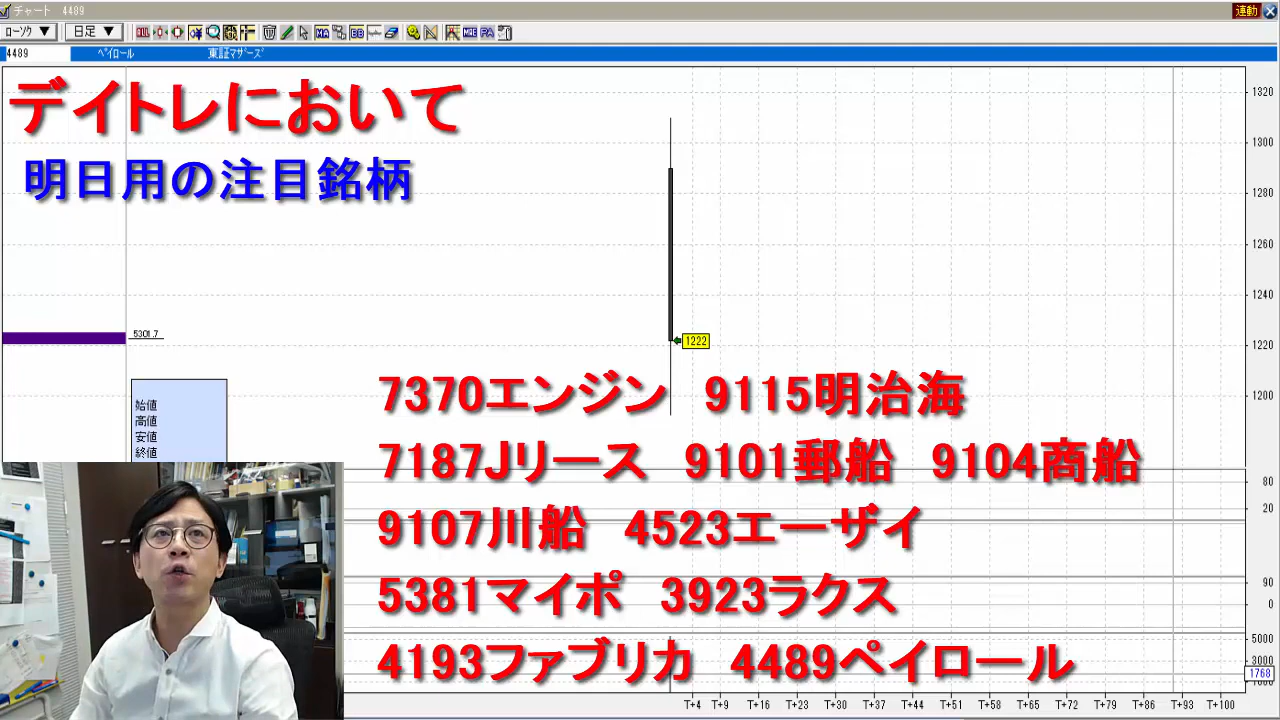 チャート 4489
連動
ローソク ▼ 日足 ▼
4489 ペイロール 東証マザーズ
デイトレにおいて
明日用の注目銘柄
1320
1300
1280
1260
1240
1220
1200
5301.7
1222
始値
高値
安値
終値
7370エンジン 9115明治海
7187Jリース 9101郵船 9104商船
9107川船 4523エーザイ
5381マイポ 3923ラクス
4193ファブリカ 4489ペイロール
80
20
90
0
5000
3000
1768
T+4 T+9 T+16 T+23 T+30 T+37 T+44 T+51 T+58 T+65 T+72 T+79 T+86 T+93 T+100